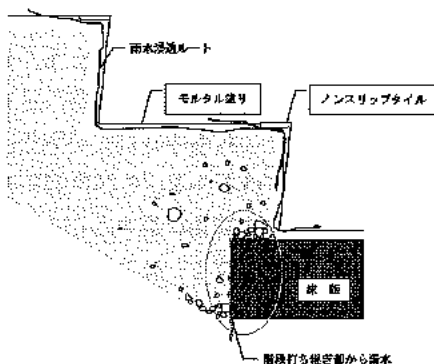 雨水浸透ルート
モルタル塗り
ノンスリップタイル
床版
階段打ち継ぎ部から漏水